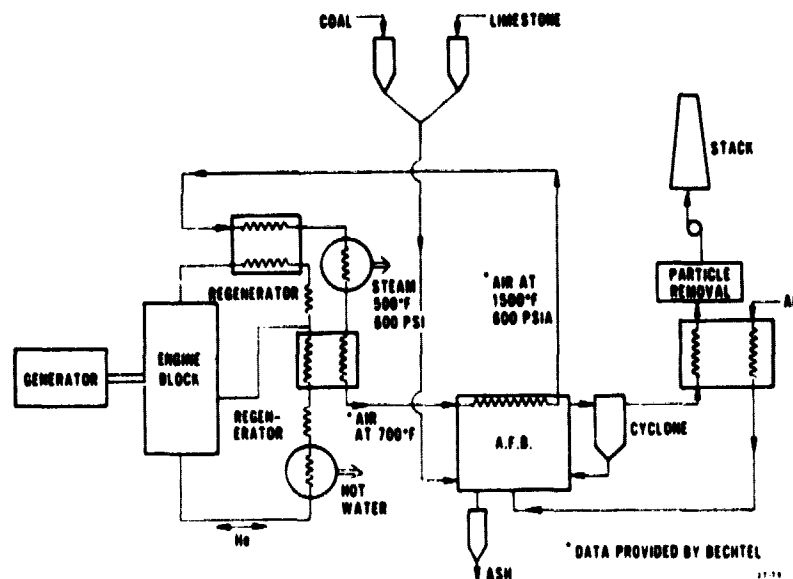 COAL
LIMESTONE
STACK
PARTICLE
REMOVAL
REGENERATOR
STEAM
500°F
600 PSI
* AIR AT
1500°F
600 PSIA
GENERATOR
ENGINE
BLOCK
REGEN-
ERATOR
* AIR
AT 700°F
A.F.B.
CYCLONE
HOT
WATER
He
ASH
* DATA PROVIDED BY BECHTEL